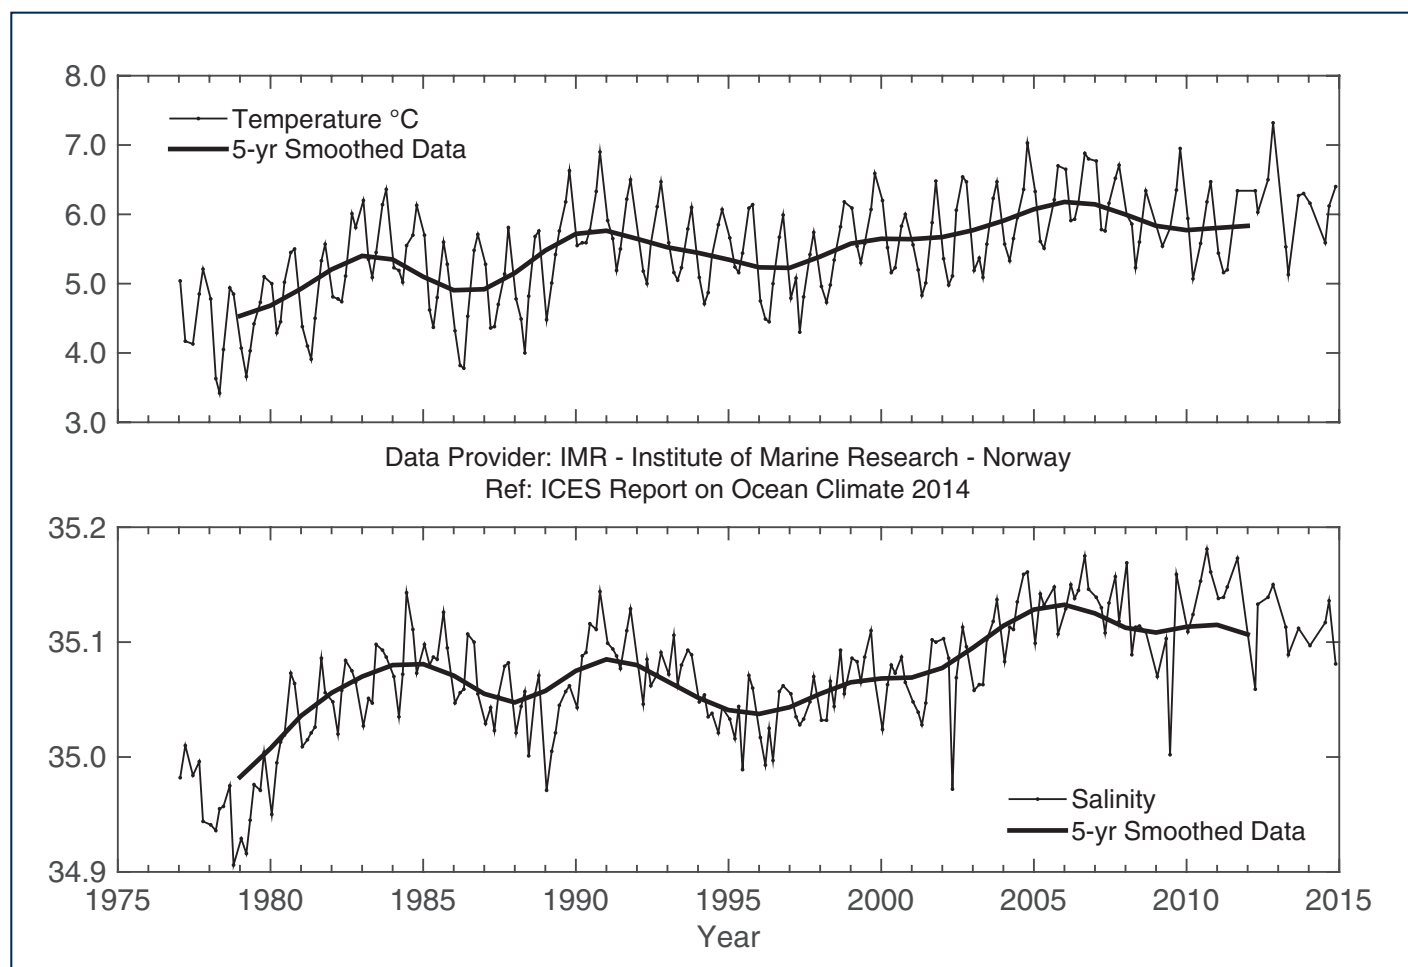 8.0
7.0
6.0
5.0
4.0
3.0
Temperature °C
5-yr Smoothed Data
Data Provider: IMR - Institute of Marine Research - Norway
Ref: ICES Report on Ocean Climate 2014
35.2
35.1
35.0
34.9
Salinity
5-yr Smoothed Data
1975 1980 1985 1990 1995 2000 2005 2010 2015
Year